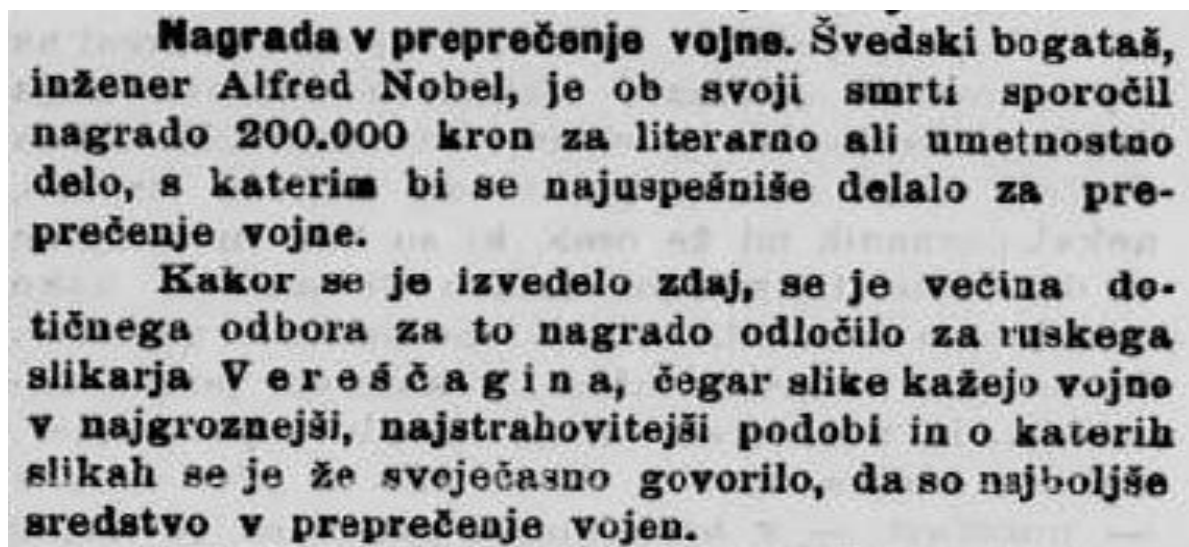 Nagrada v preprečenje vojne. Švedski bogataš,
inžener Alfred Nobel, je ob svoji smrti sporočil
nagrado 200.000 kron za literarno ali umetnostno
delo, s katerim bi se najuspešniše delalo za pre-
prečenje vojne.
Kakor se je izvedelo zdaj, se je večina do-
tičnega odbora za to nagrado odločilo za ruskega
slikarja Vereščagina, čegar slike kažejo vojno
v najgroznejši, najstrahovitejši podobi in o katerih
slikah se je že svoječasno govorilo, da so najboljše
sredstvo v preprečenje vojen.